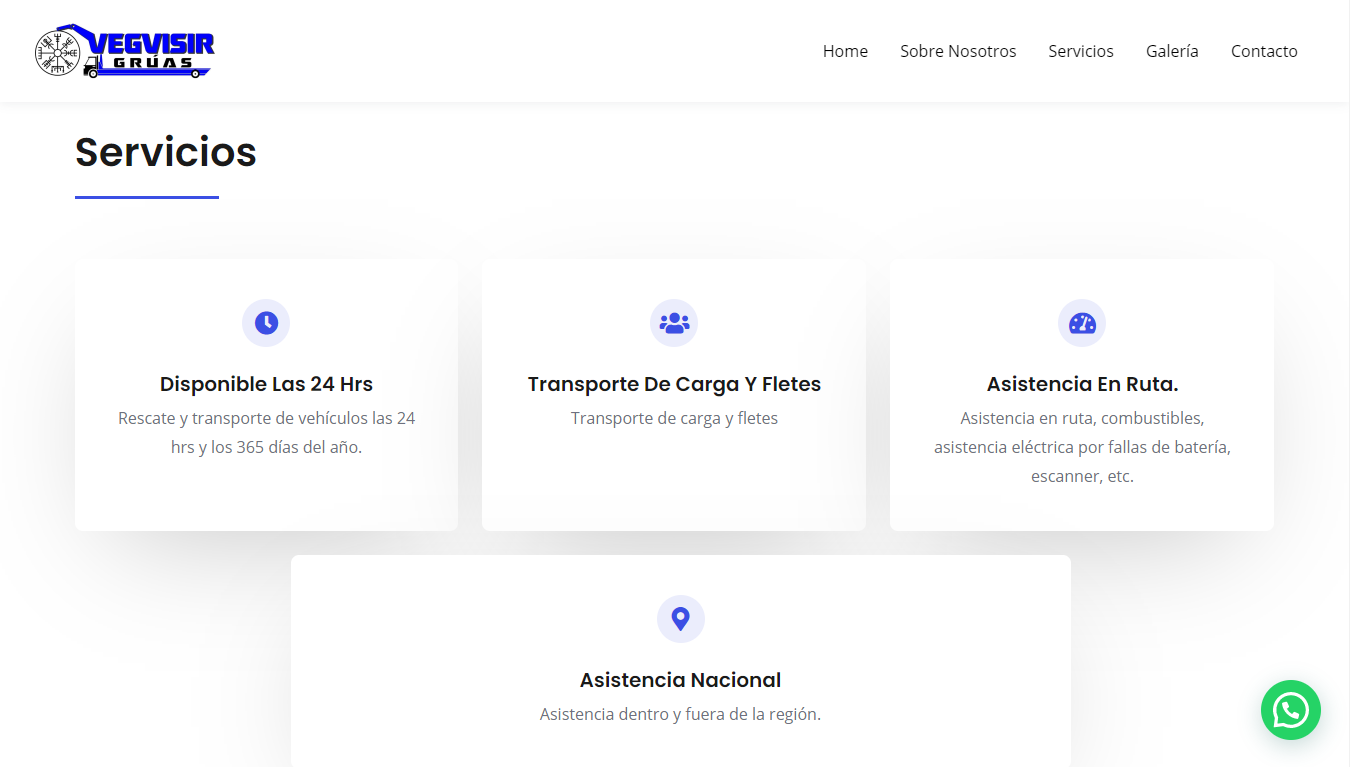 VEGVISIR
GRÚAS
Home Sobre Nosotros Servicios Galería Contacto
Servicios
Disponible Las 24 Hrs
Rescate y transporte de vehículos las 24
hrs y los 365 días del año.
Transporte De Carga Y Fletes
Transporte de carga y fletes
Asistencia En Ruta.
Asistencia en ruta, combustibles,
asistencia eléctrica por fallas de batería,
escanner, etc.
Asistencia Nacional
Asistencia dentro y fuera de la región.